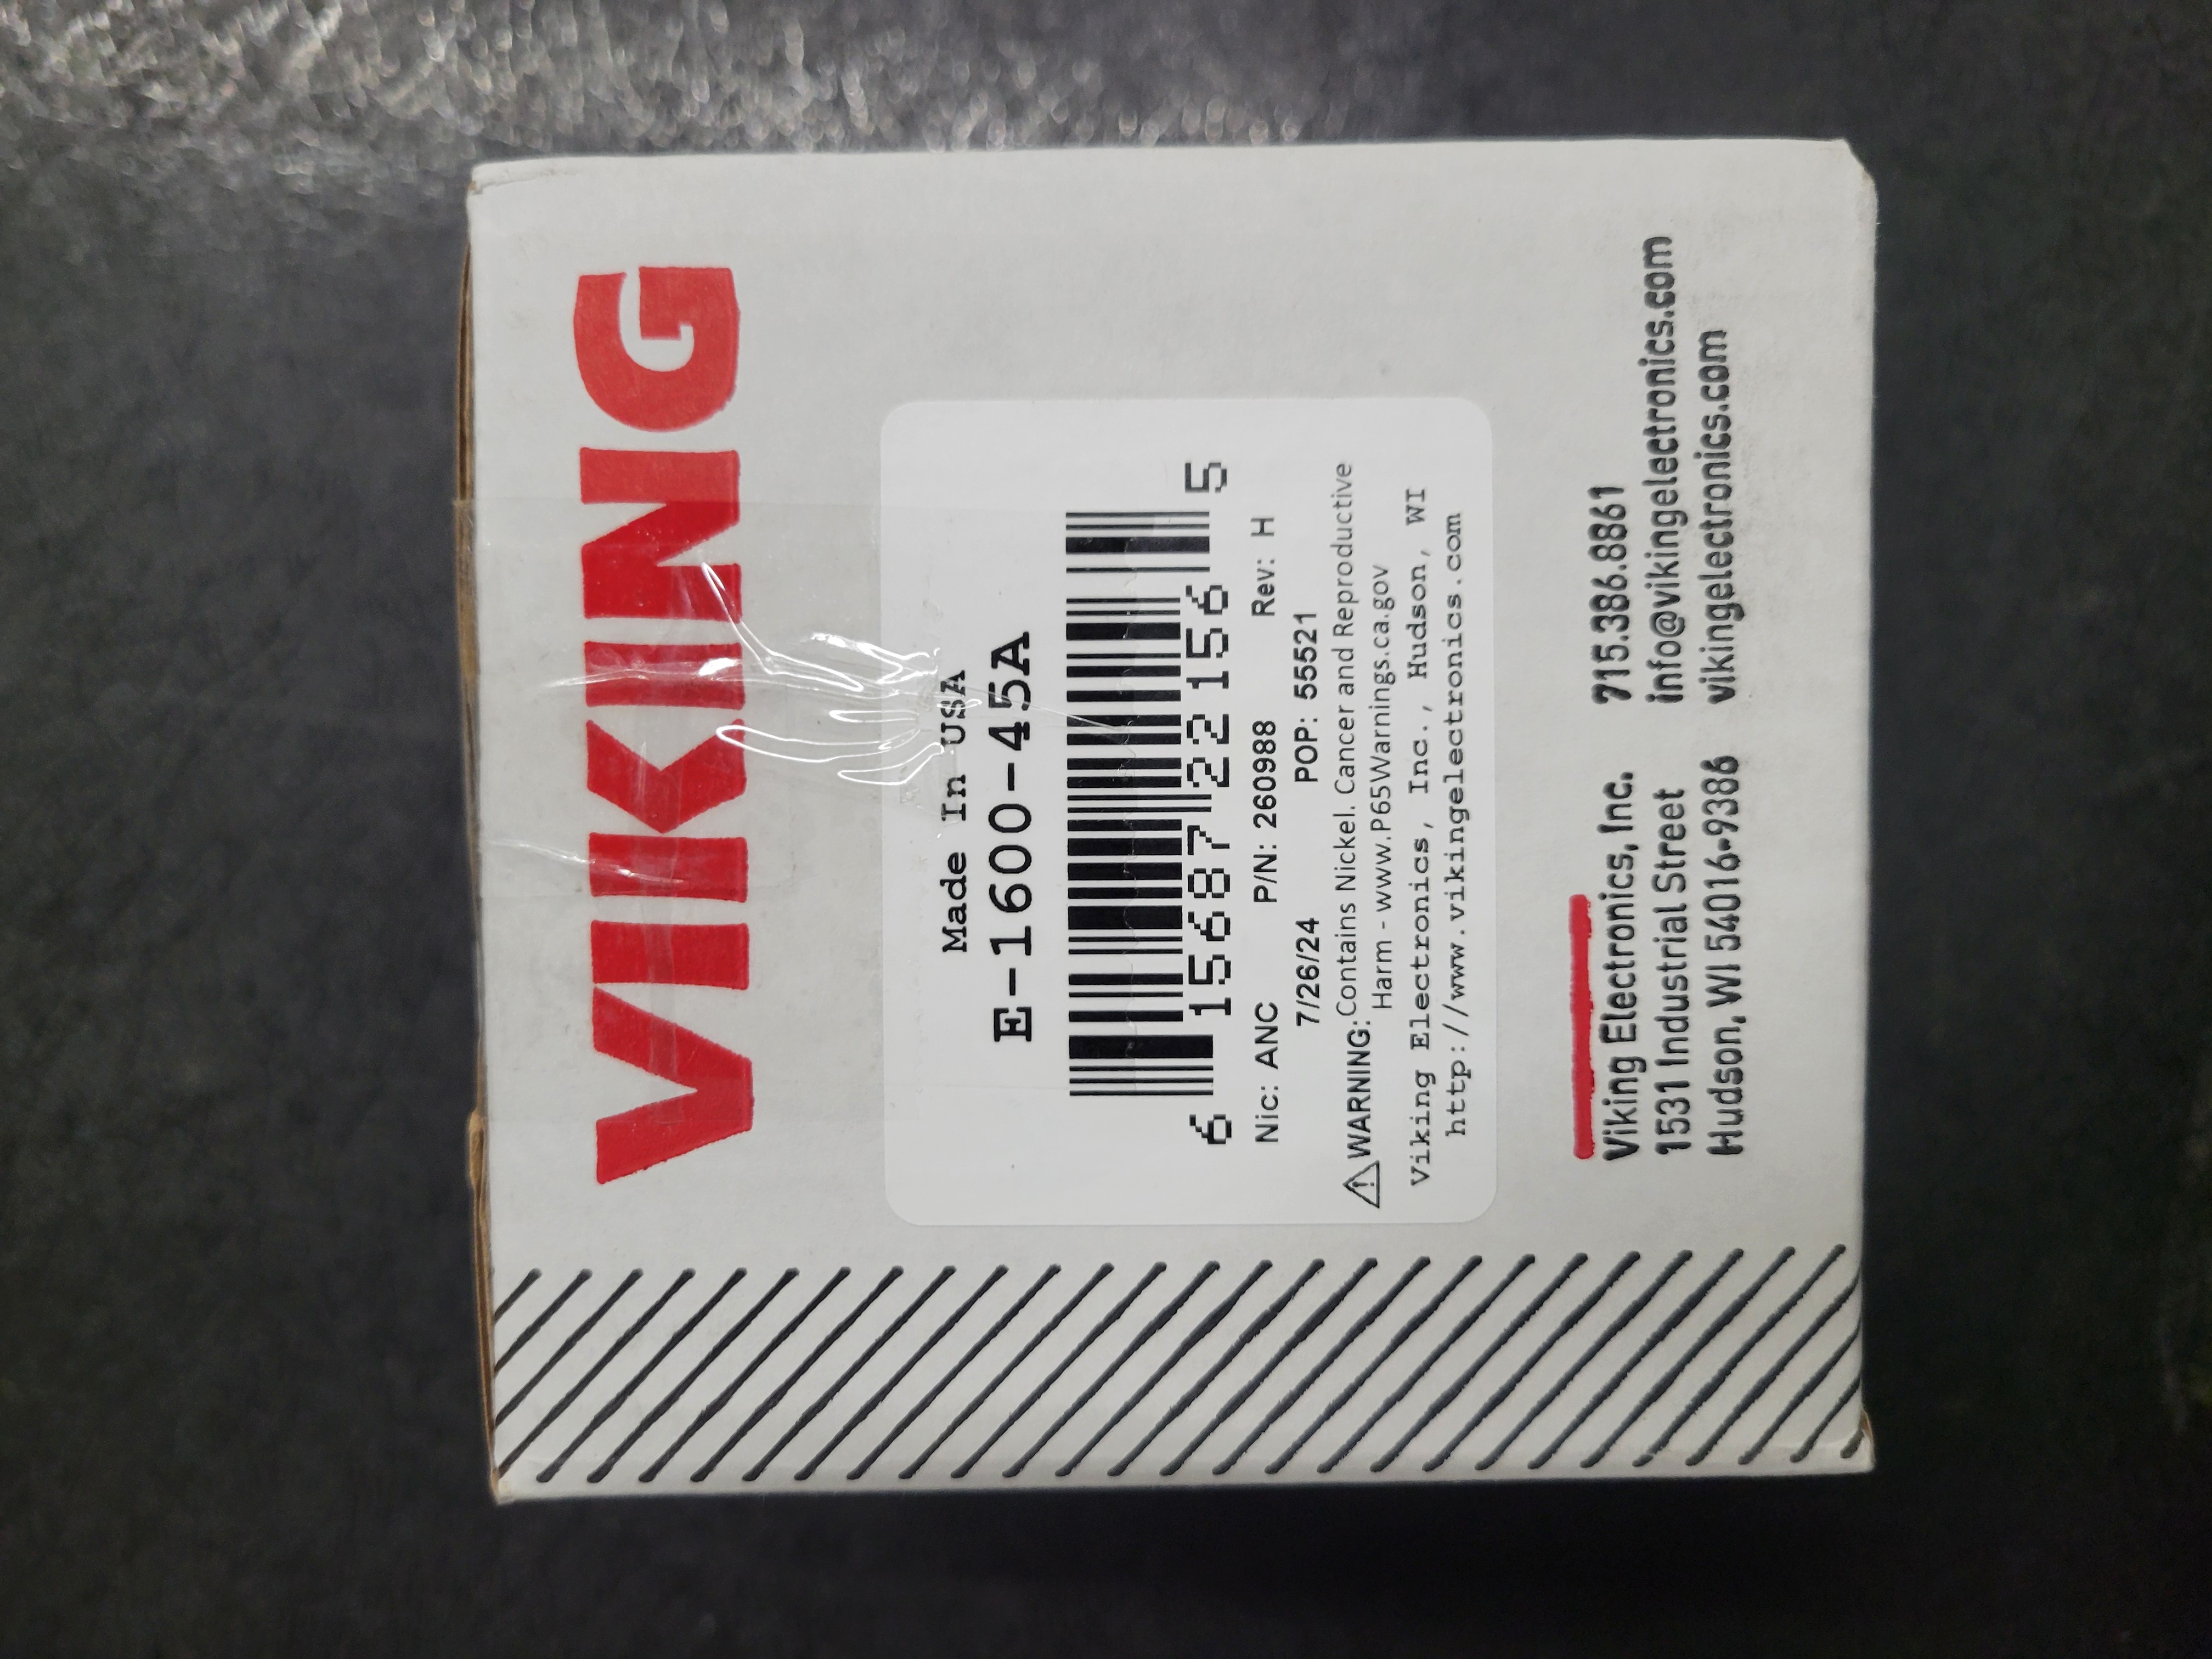 VIKING
Made In USA
E-1600-45A
6 15687 22156 5
Nic: ANC P/N: 260988 Rev: H
7/26/24 POP: 55521
⚠WARNING: Contains Nickel. Cancer and Reproductive
Harm - www.P65Warnings.ca.gov
Viking Electronics, Inc., Hudson, WI
http://www.vikingelectronics.com
Viking Electronics, Inc. 715.386.8861
1531 Industrial Street info@vikingelectronics.com
Hudson, WI 54016-9386 vikingelectronics.com